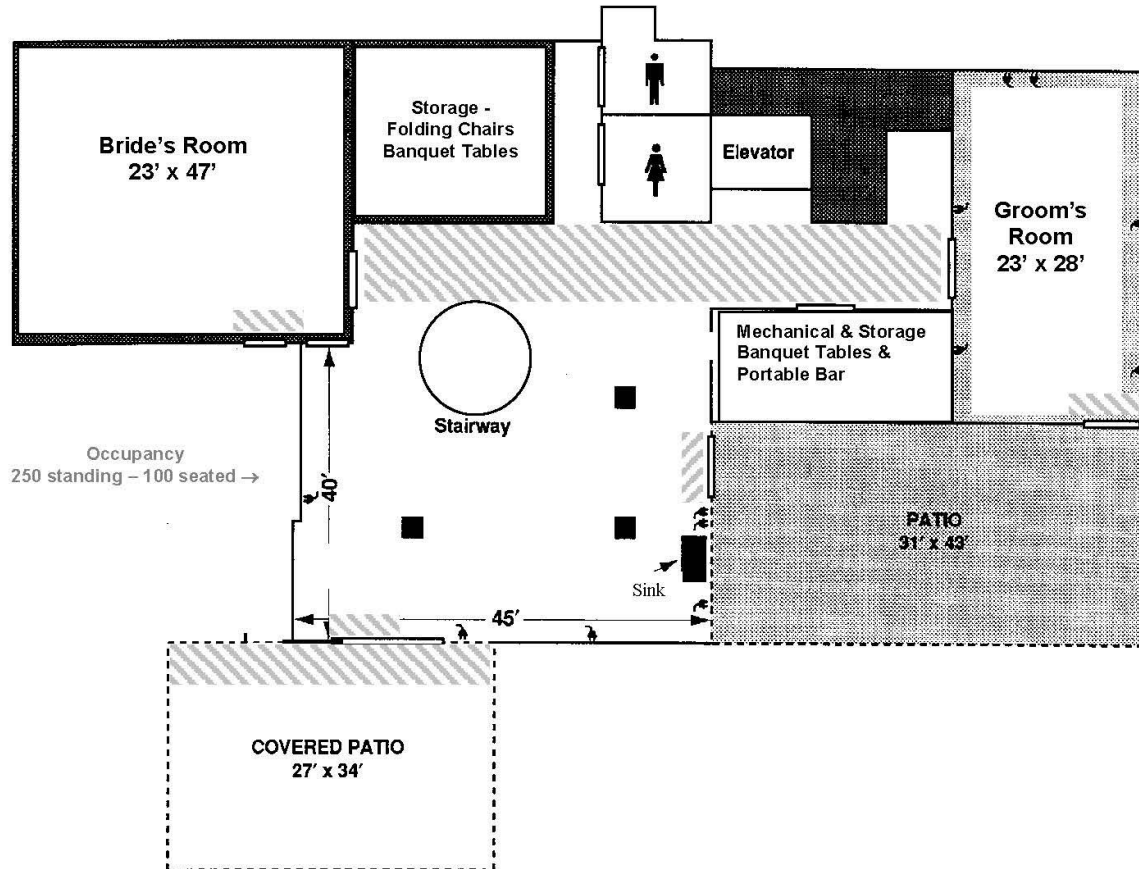 Bride's Room
23' x 47'
Storage -
Folding Chairs
Banquet Tables
Elevator
Groom's
Room
23' x 28'
Mechanical & Storage
Banquet Tables &
Portable Bar
Stairway
Occupancy
250 standing – 100 seated →
40'
PATIO
31' x 43'
Sink
45'
COVERED PATIO
27' x 34'